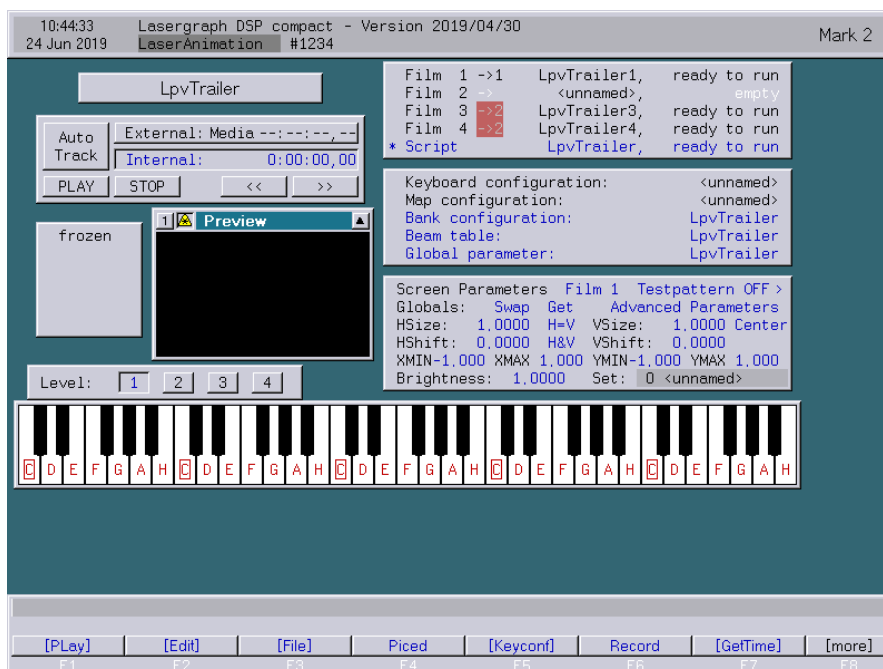 10:44:33 Lasergraph DSP compact - Version 2019/04/30
24 Jun 2019 LaserAnimation #1234
Mark 2
LpvTrailer
Auto Track
External: Media --:--:--,--
Internal: 0:00:00,00
PLAY STOP << >>
frozen
1 Preview
Level: 1 2 3 4
Film 1 ->1 LpvTrailer1, ready to run
Film 2 -> <unnamed>, empty
Film 3 ->2 LpvTrailer3, ready to run
Film 4 ->2 LpvTrailer4, ready to run
* Script LpvTrailer, ready to run
Keyboard configuration: <unnamed>
Map configuration: <unnamed>
Bank configuration: LpvTrailer
Beam table: LpvTrailer
Global parameter: LpvTrailer
Screen Parameters Film 1 Testpattern OFF >
Globals: Swap Get Advanced Parameters
HSize: 1,0000 H=V VSize: 1,0000 Center
HShift: 0,0000 H&V VShift: 0,0000
XMIN-1,000 XMAX 1,000 YMIN-1,000 YMAX 1,000
Brightness: 1,0000 Set: 0 <unnamed>
C D E F G A H C D E F G A H C D E F G A H C D E F G A H C D E F G A H
[PLay] [Edit] [File] Piced [Keyconf] Record [GetTime] [more]
F1 F2 F3 F4 F5 F6 F7 F8